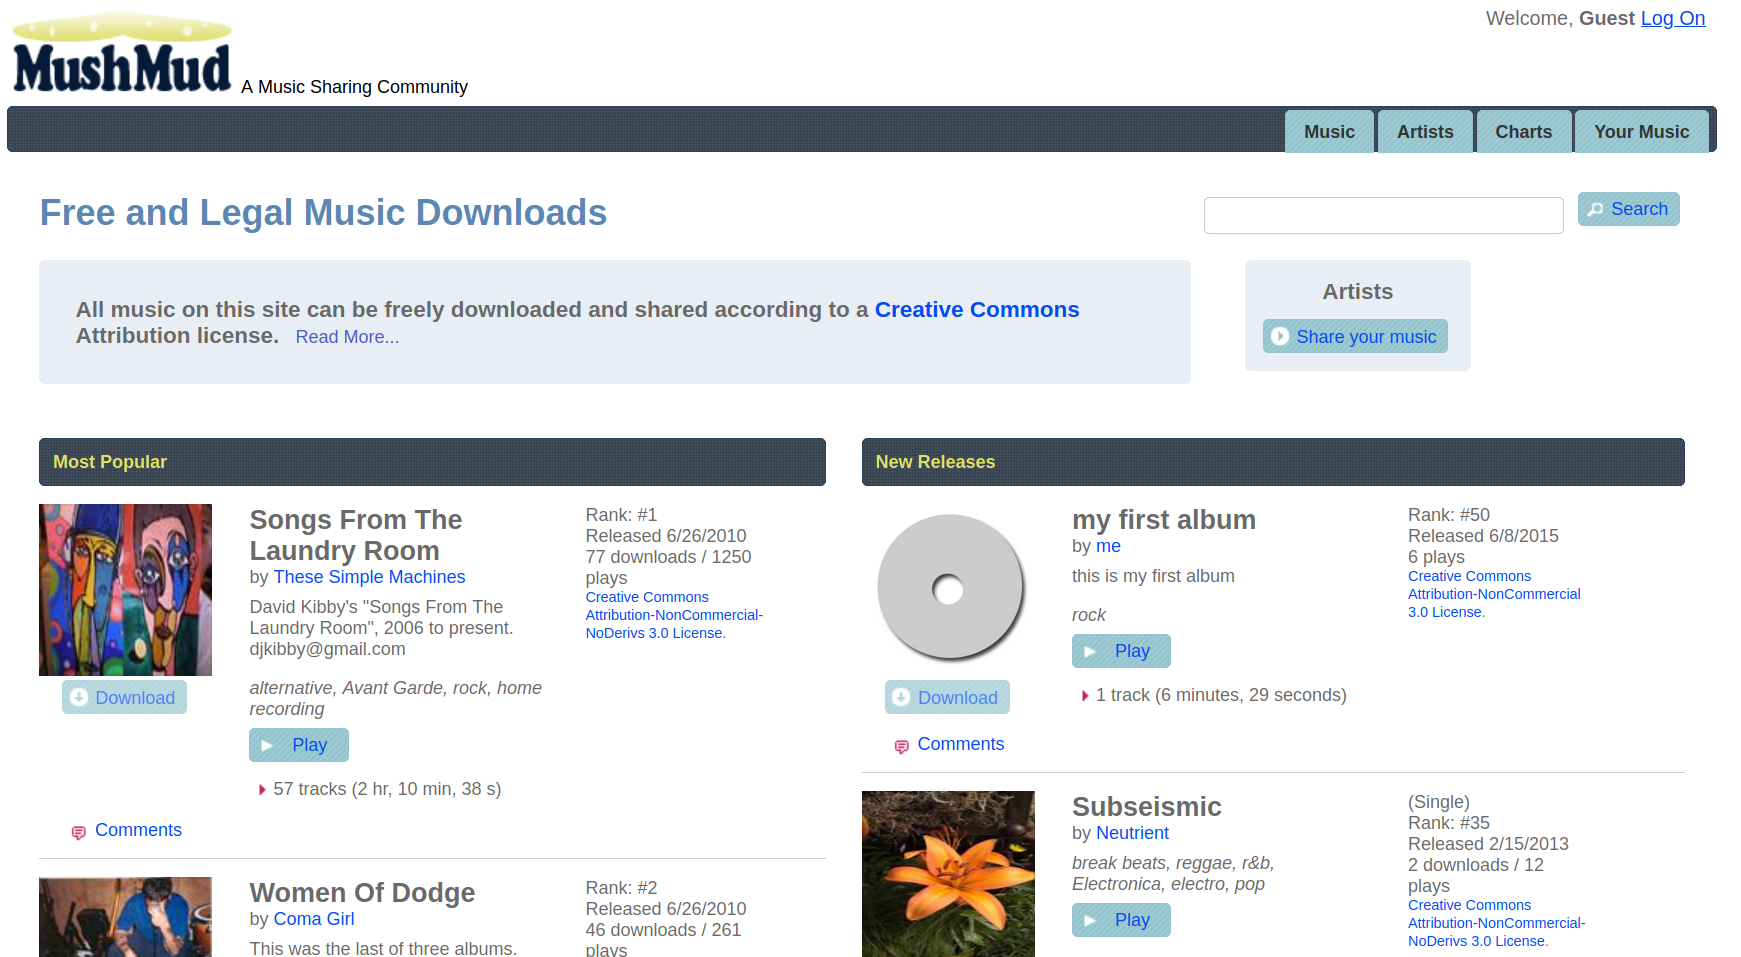 MushMud
A Music Sharing Community
Welcome, Guest Log On
Music
Artists
Charts
Your Music
Free and Legal Music Downloads
Search
All music on this site can be freely downloaded and shared according to a Creative Commons
Attribution license. Read More...
Artists
Share your music
Most Popular
Songs From The
Laundry Room
by These Simple Machines
David Kibby's "Songs From The
Laundry Room", 2006 to present.
djkibby@gmail.com
alternative, Avant Garde, rock, home
recording
Play
57 tracks (2 hr, 10 min, 38 s)
Rank: #1
Released 6/26/2010
77 downloads / 1250
plays
Creative Commons
Attribution-NonCommercial-
NoDerivs 3.0 License.
Download
Comments
Women Of Dodge
by Coma Girl
This was the last of three albums.
Rank: #2
Released 6/26/2010
46 downloads / 261
plays
New Releases
my first album
by me
this is my first album
rock
Play
1 track (6 minutes, 29 seconds)
Rank: #50
Released 6/8/2015
6 plays
Creative Commons
Attribution-NonCommercial
3.0 License.
Download
Comments
Subseismic
by Neutrient
break beats, reggae, r&b,
Electronica, electro, pop
Play
(Single)
Rank: #35
Released 2/15/2013
2 downloads / 12
plays
Creative Commons
Attribution-NonCommercial-
NoDerivs 3.0 License.